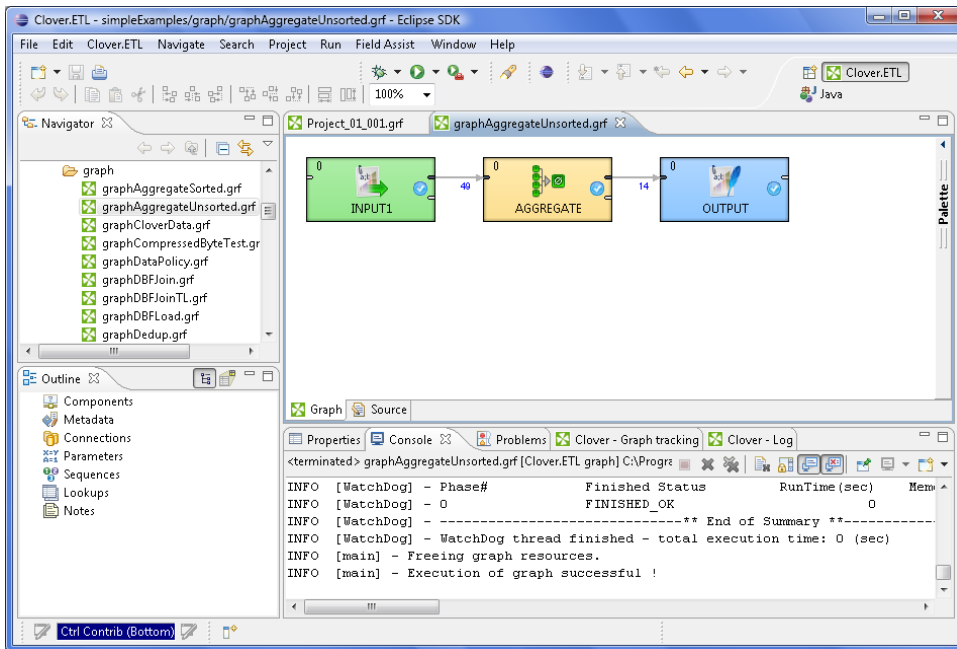 Clover.ETL - simpleExamples/graph/graphAggregateUnsorted.grf - Eclipse SDK
File Edit Clover.ETL Navigate Search Project Run Field Assist Window Help
Clover.ETL
100%
Java
Navigator
graph
graphAggregateSorted.grf
graphAggregateUnsorted.grf
graphCloverData.grf
graphCompressedByteTest.gr
graphDataPolicy.grf
graphDBFJoin.grf
graphDBFJoinTL.grf
graphDBFLoad.grf
graphDedup.grf
Project_01_001.grf graphAggregateUnsorted.grf
0 0 0
49 14
INPUT1 AGGREGATE OUTPUT
Palette
Graph Source
Outline
Components
Metadata
Connections
Parameters
Sequences
Lookups
Notes
Properties Console Problems Clover - Graph tracking Clover - Log
<terminated> graphAggregateUnsorted.grf [Clover.ETL graph] C:\Progra
INFO [WatchDog] - Phase# Finished Status RunTime(sec) Mem
INFO [WatchDog] - 0 FINISHED_OK 0
INFO [WatchDog] - ------------------------------** End of Summary **------------
INFO [WatchDog] - WatchDog thread finished - total execution time: 0 (sec)
INFO [main] - Freeing graph resources.
INFO [main] - Execution of graph successful !
Ctrl Contrib (Bottom)